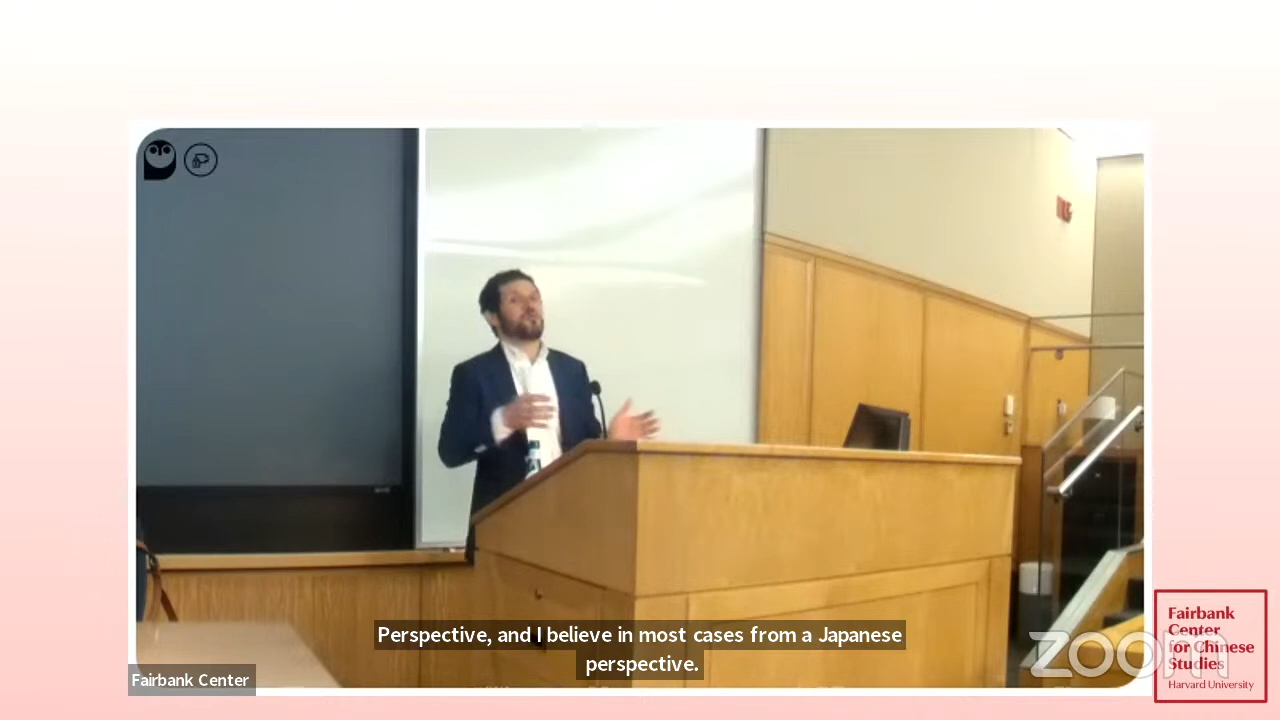 Perspective, and I believe in most cases from a Japanese
perspective.
Fairbank Center
zoom
Fairbank
Center
for Chinese
Studies
Harvard University